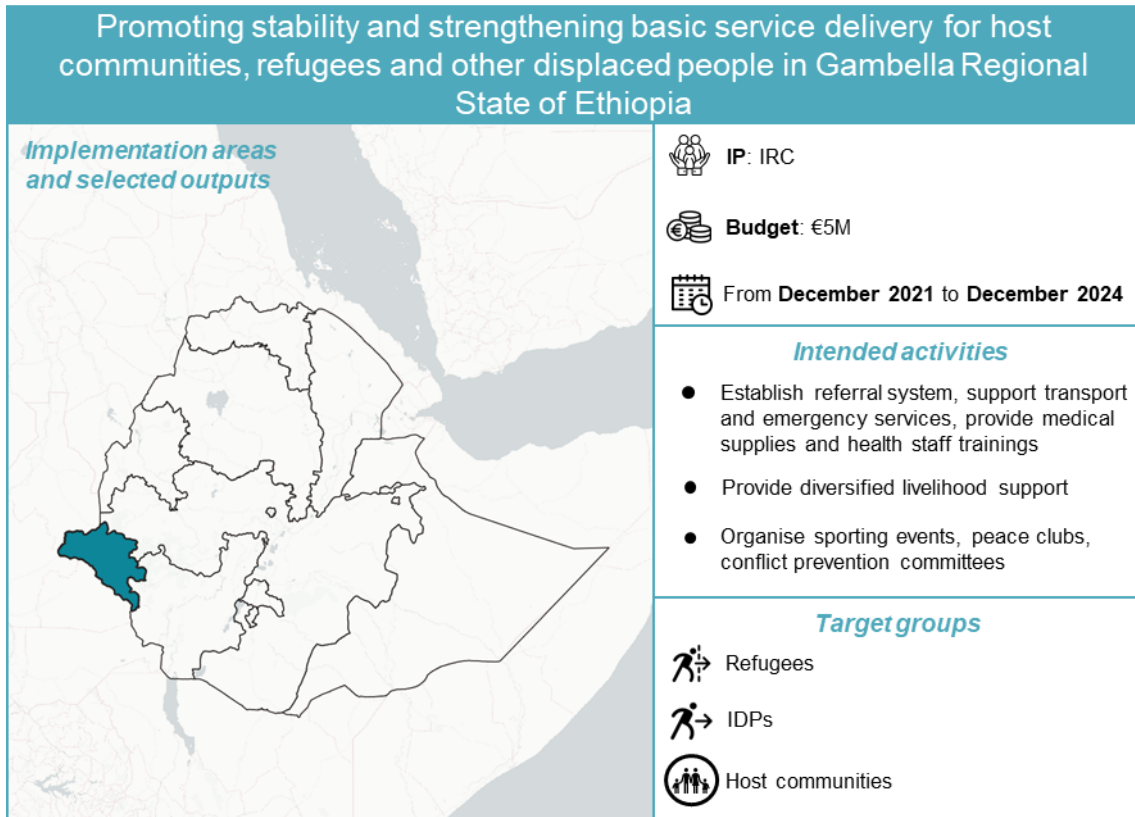 Promoting stability and strengthening basic service delivery for host
communities, refugees and other displaced people in Gambella Regional
State of Ethiopia
Implementation areas
and selected outputs
IP: IRC
Budget: €5M
From December 2021 to December 2024
Intended activities
● Establish referral system, support transport
and emergency services, provide medical
supplies and health staff trainings
● Provide diversified livelihood support
● Organise sporting events, peace clubs,
conflict prevention committees
Target groups
Refugees
IDPs
Host communities